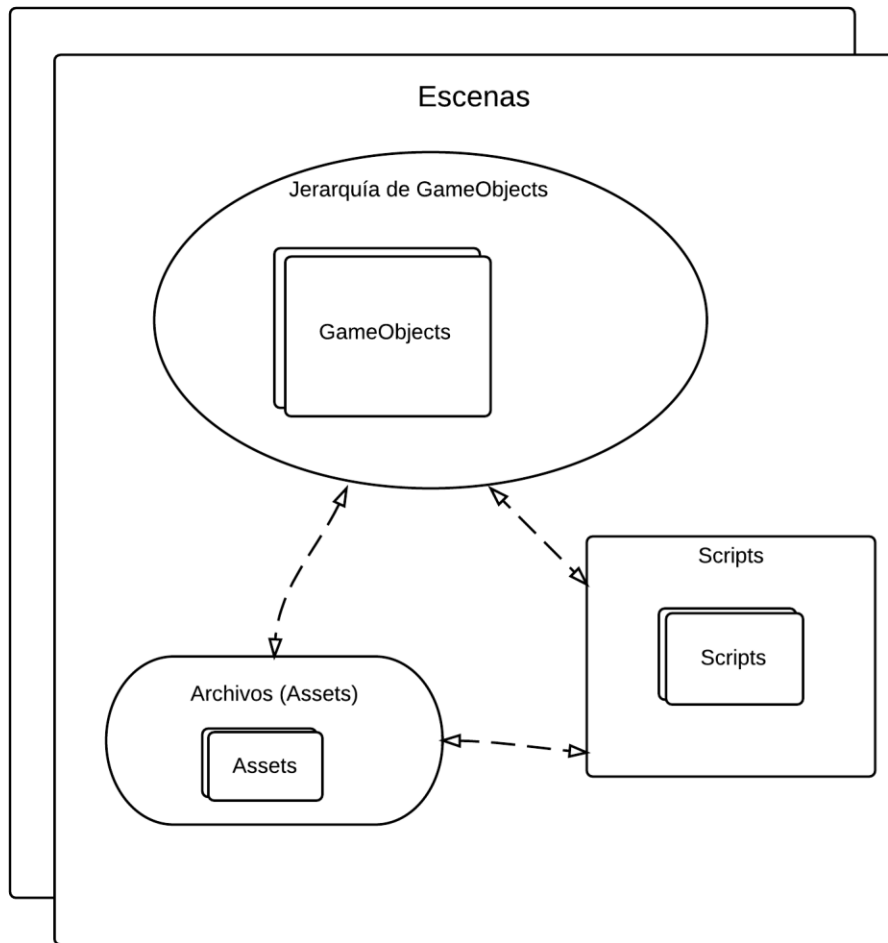 Escenas
Jerarquía de GameObjects
GameObjects
Scripts
Scripts
Archivos (Assets)
Assets